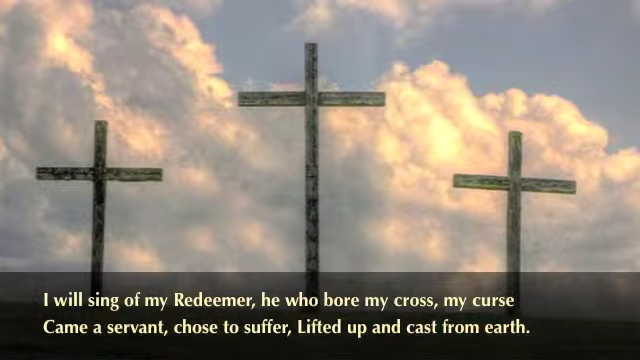 I will sing of my Redeemer, he who bore my cross, my curse
Came a servant, chose to suffer, Lifted up and cast from earth.